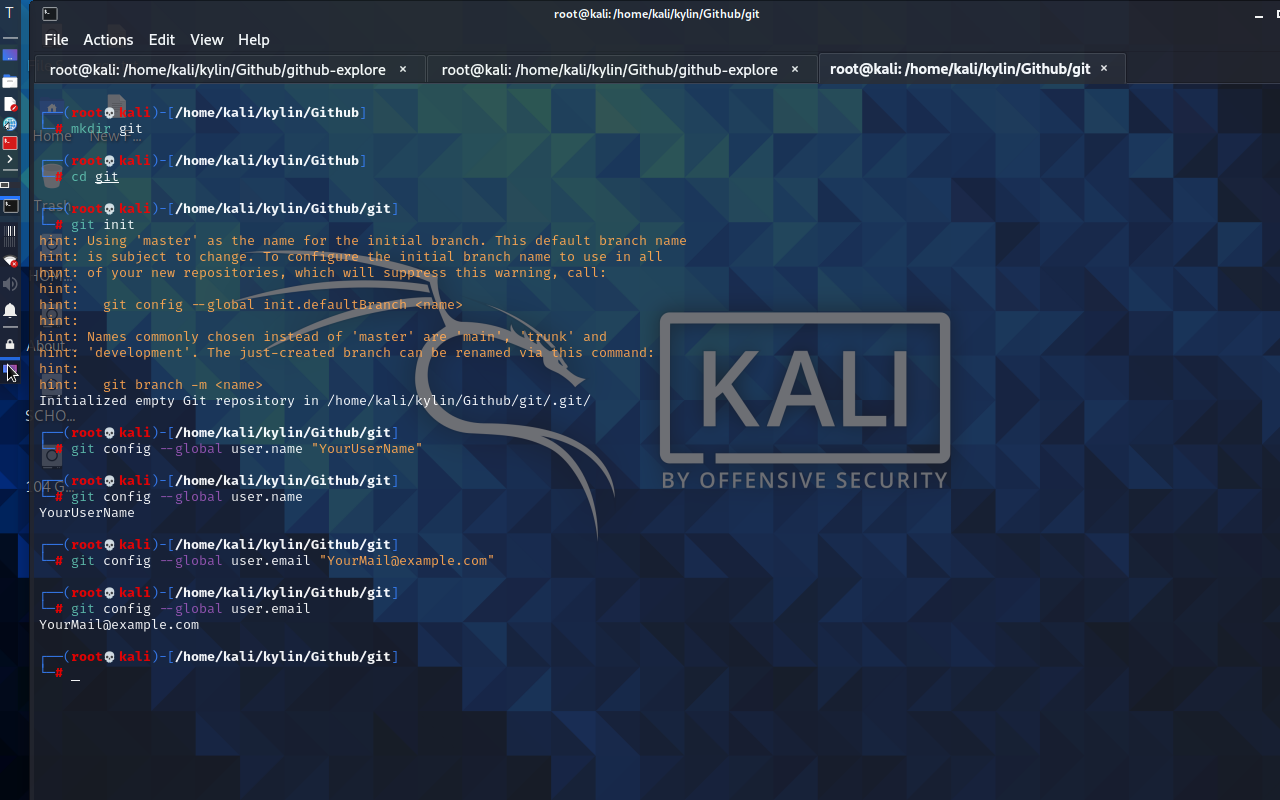 T
root@kali: /home/kali/kylin/Github/git
File Actions Edit View Help
root@kali: /home/kali/kylin/Github/github-explore × root@kali: /home/kali/kylin/Github/github-explore × root@kali: /home/kali/kylin/Github/git ×
┌──(root💀kali)-[/home/kali/kylin/Github]
└─# mkdir git
Home New F...
┌──(root💀kali)-[/home/kali/kylin/Github]
└─# cd git
Trash
┌──(root💀kali)-[/home/kali/kylin/Github/git]
└─# git init
hint: Using 'master' as the name for the initial branch. This default branch name
hint: is subject to change. To configure the initial branch name to use in all
hint: of your new repositories, which will suppress this warning, call:
hint:
hint:   git config --global init.defaultBranch <name>
hint:
hint: Names commonly chosen instead of 'master' are 'main', 'trunk' and
hint: 'development'. The just-created branch can be renamed via this command:
hint:
hint:   git branch -m <name>
Initialized empty Git repository in /home/kali/kylin/Github/git/.git/
SCHO...
┌──(root💀kali)-[/home/kali/kylin/Github/git]
└─# git config --global user.name "YourUserName"
┌──(root💀kali)-[/home/kali/kylin/Github/git]
└─# git config --global user.name
YourUserName
104 G...
┌──(root💀kali)-[/home/kali/kylin/Github/git]
└─# git config --global user.email "YourMail@example.com"
┌──(root💀kali)-[/home/kali/kylin/Github/git]
└─# git config --global user.email
YourMail@example.com
┌──(root💀kali)-[/home/kali/kylin/Github/git]
└─# _
KALI
BY OFFENSIVE SECURITY